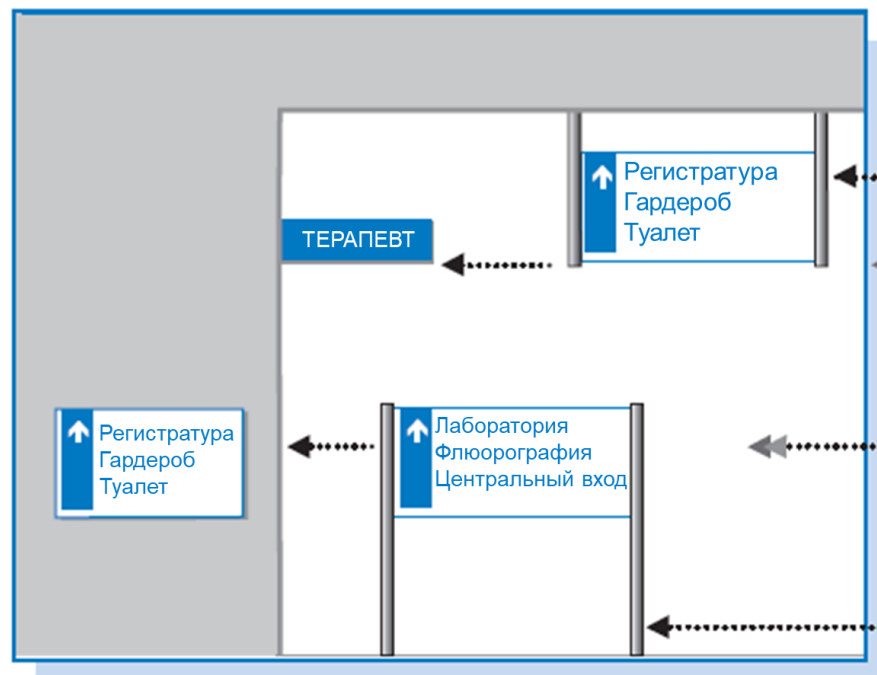 Регистратура
Гардероб
Туалет
ТЕРАПЕВТ
Регистратура
Гардероб
Туалет
Лаборатория
Флюорография
Центральный вход